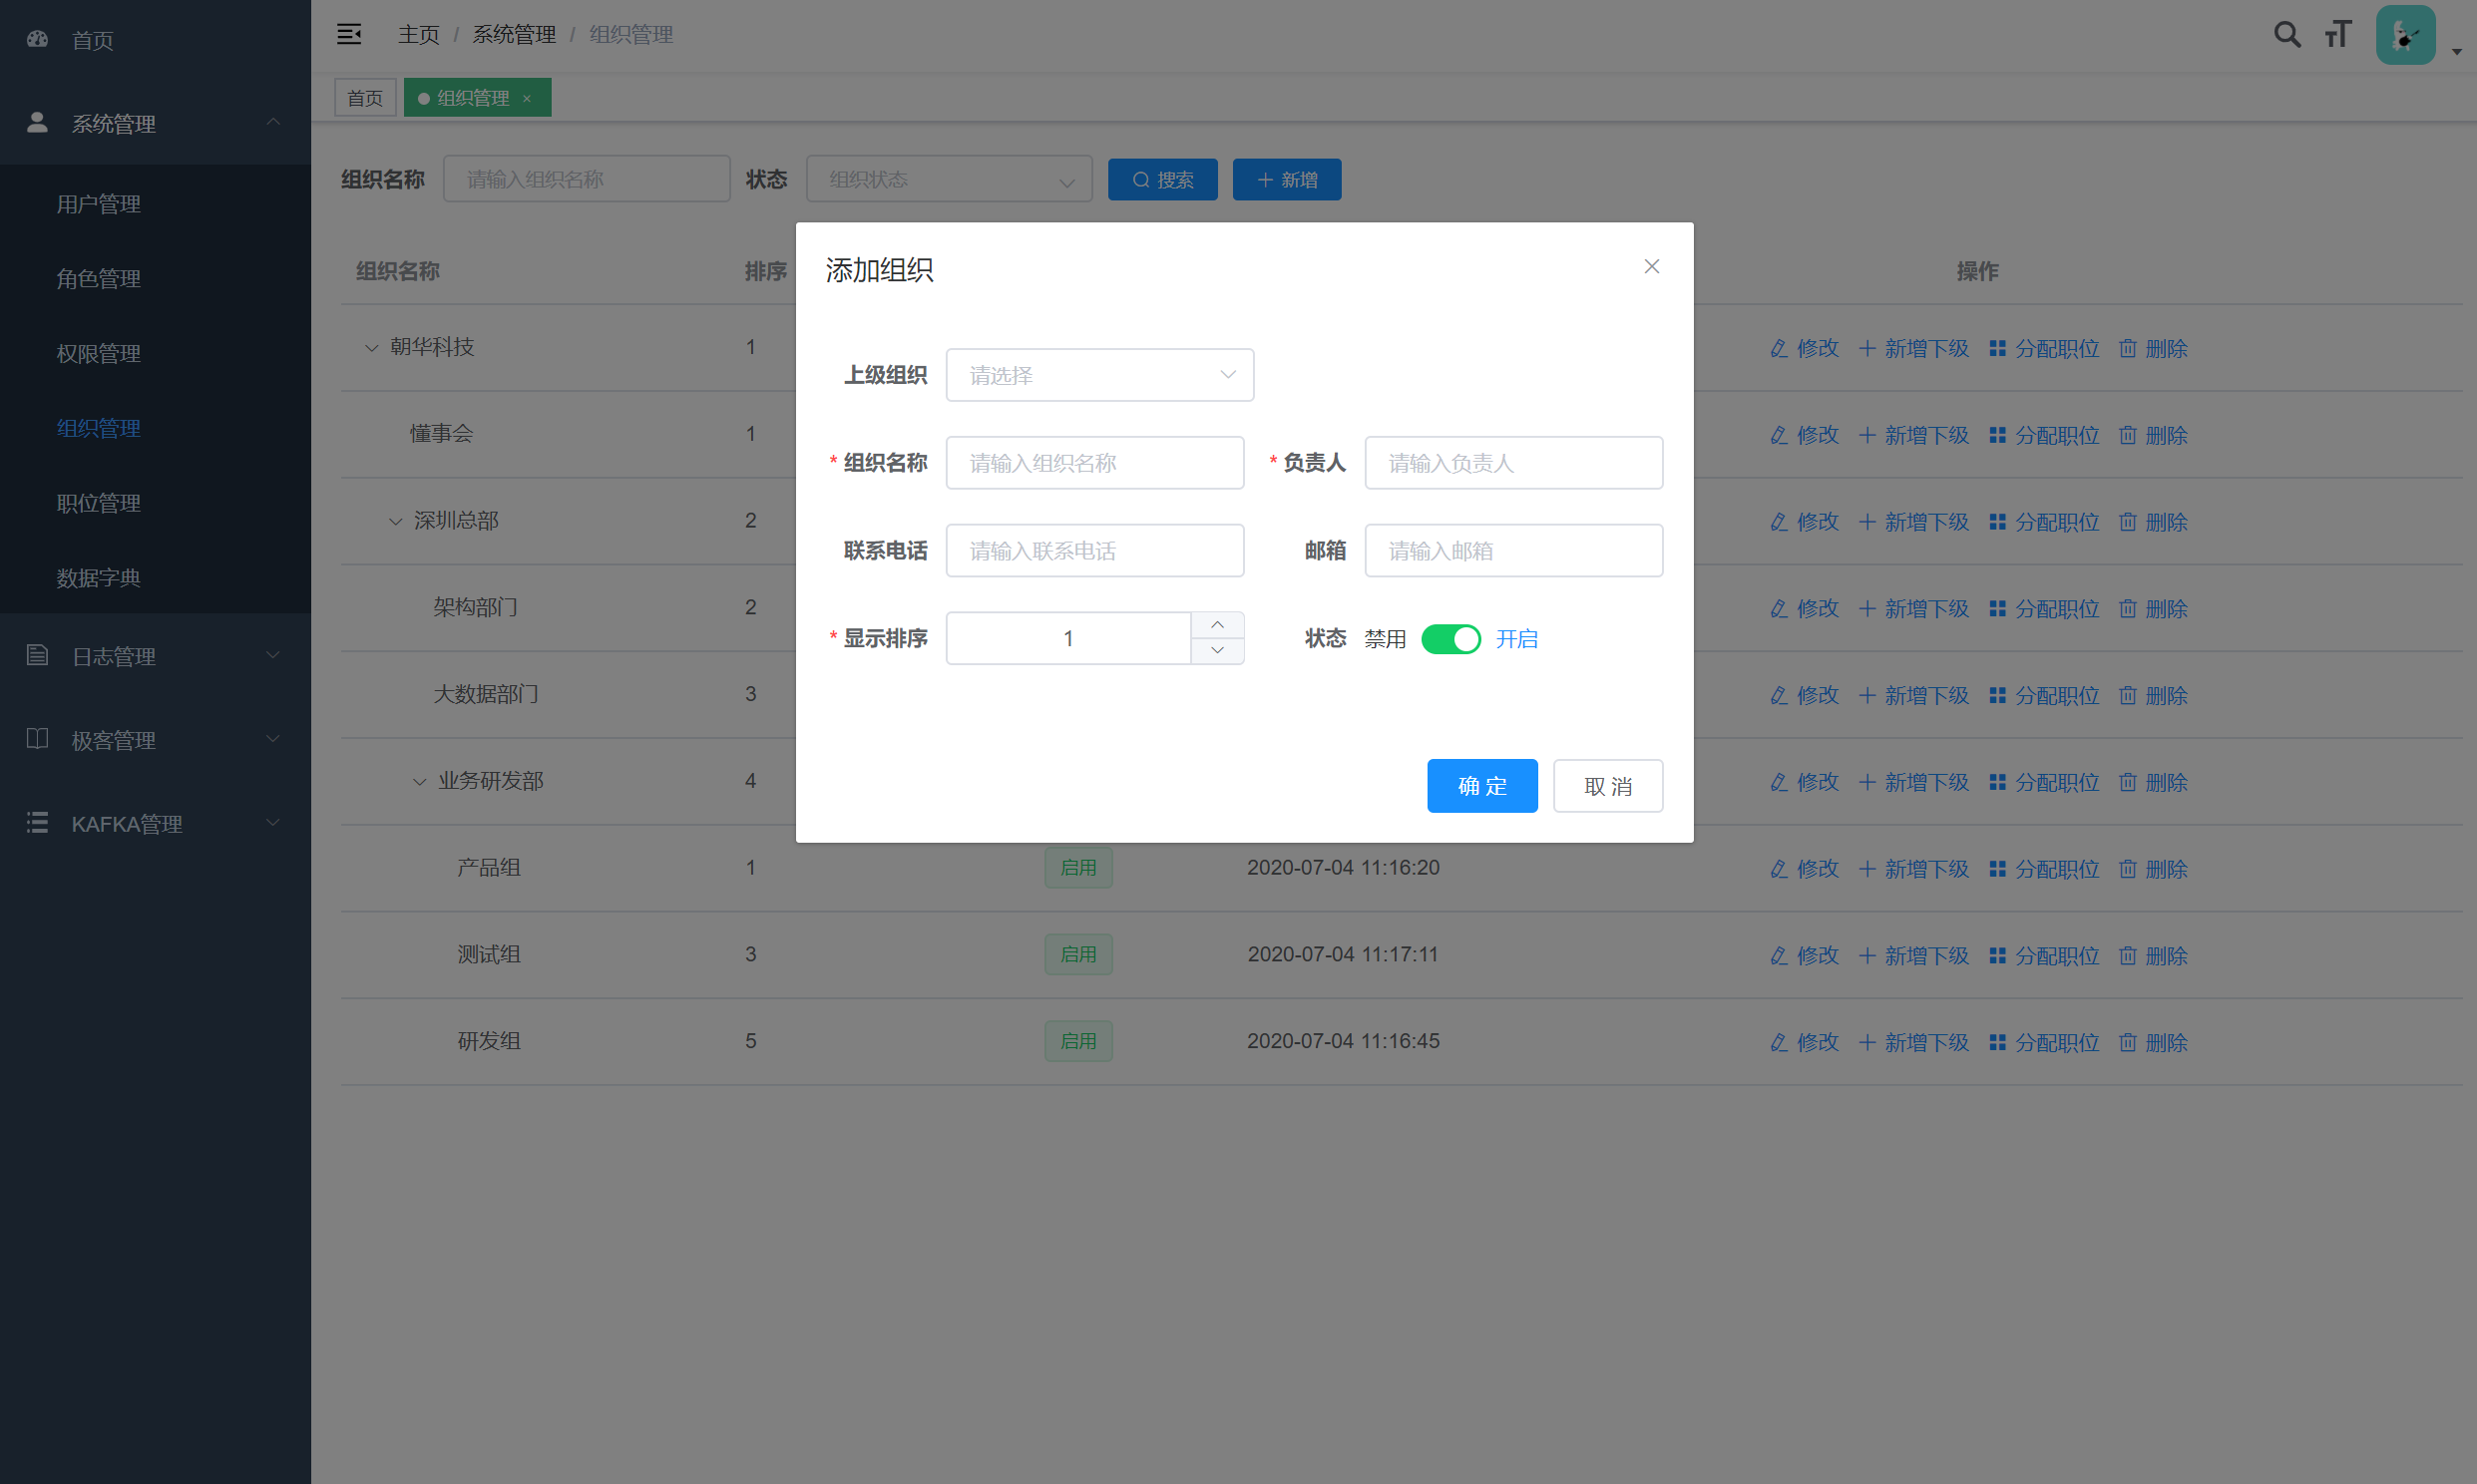 首页
系统管理
用户管理
角色管理
权限管理
组织管理
职位管理
数据字典
日志管理
极客管理
KAFKA管理
主页 / 系统管理 / 组织管理
首页 组织管理 ×
组织名称 请输入组织名称 状态 组织状态 搜索 新增
组织名称 排序 操作
朝华科技 1 修改 新增下级 分配职位 删除
懂事会 1 修改 新增下级 分配职位 删除
深圳总部 2 修改 新增下级 分配职位 删除
架构部门 2 修改 新增下级 分配职位 删除
大数据部门 3 修改 新增下级 分配职位 删除
业务研发部 4 修改 新增下级 分配职位 删除
产品组 1 启用 2020-07-04 11:16:20 修改 新增下级 分配职位 删除
测试组 3 启用 2020-07-04 11:17:11 修改 新增下级 分配职位 删除
研发组 5 启用 2020-07-04 11:16:45 修改 新增下级 分配职位 删除
添加组织
上级组织 请选择
* 组织名称 请输入组织名称 * 负责人 请输入负责人
联系电话 请输入联系电话 邮箱 请输入邮箱
* 显示排序 1 状态 禁用 开启
确 定 取 消